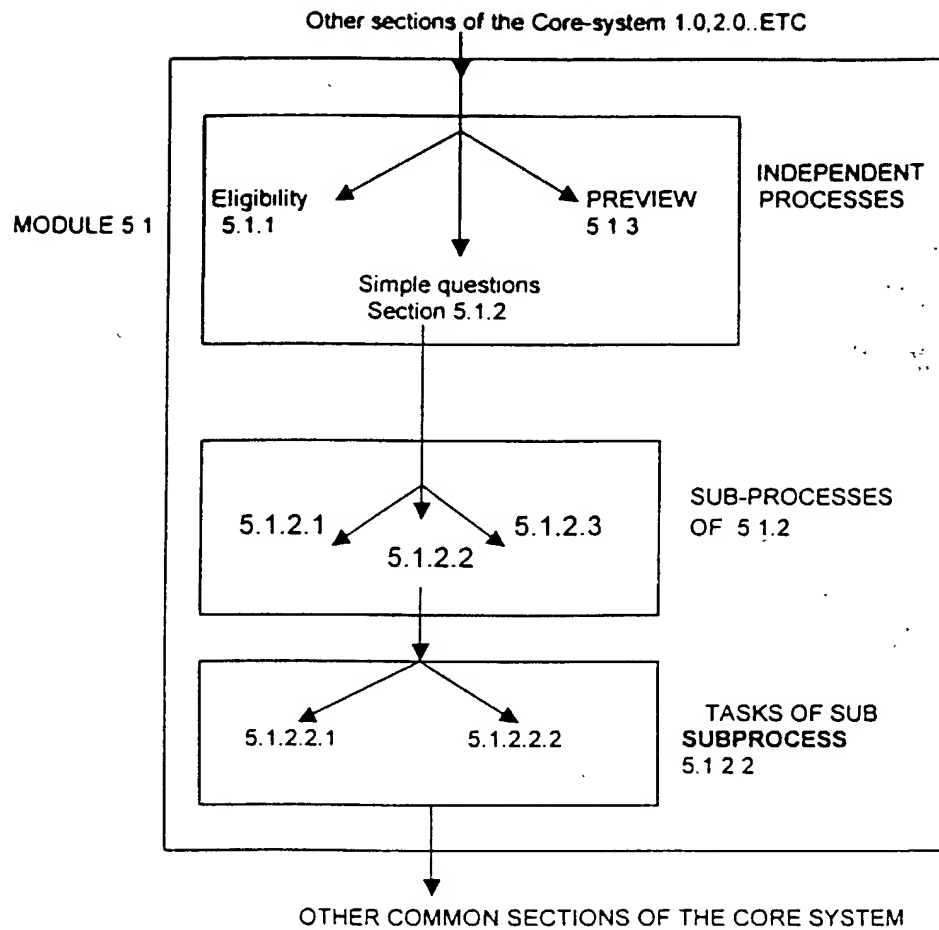 Other sections of the Core-system 1.0,2.0..ETC
INDEPENDENT
PROCESSES
Eligibility
5.1.1
PREVIEW
5 1 3
MODULE 5 1
Simple questions
Section 5.1.2
SUB-PROCESSES
OF 5 1.2
5.1.2.1
5.1.2.3
5.1.2.2
TASKS OF SUB
SUBPROCESS
5.1 2 2
5.1.2.2.1
5.1.2.2.2
OTHER COMMON SECTIONS OF THE CORE SYSTEM